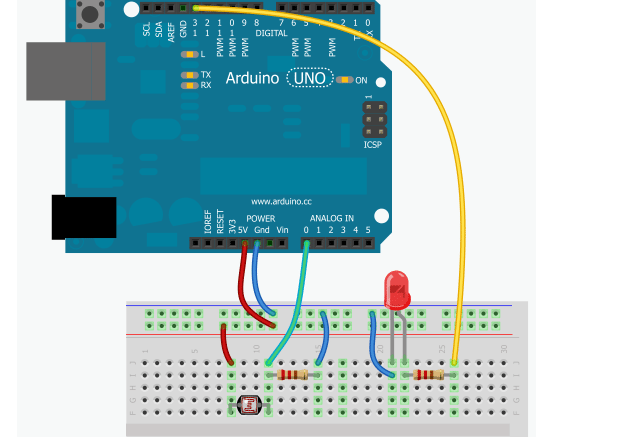 SCL
SDA
AREF
GND
13
12
PWM 11
PWM 10
PWM 9
8
7
PWM 6
PWM 5
4
PWM 3
2
1
0
DIGITAL
L
TX
RX
Arduino UNO
ON
1
ICSP
www.arduino.cc
POWER
ANALOG IN
IOREF
RESET
3V3
5V
Gnd
Vin
0 1 2 3 4 5
1 5 10 15 20 25 30
J
I
H
G
F
J
I
H
G
F